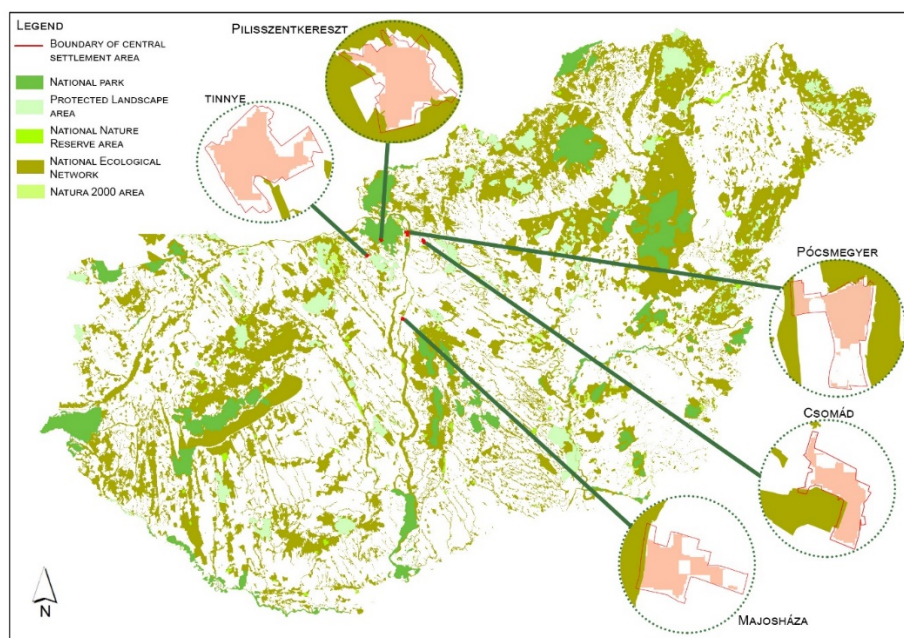 LEGEND
BOUNDARY OF CENTRAL
SETTLEMENT AREA
NATIONAL PARK
PROTECTED LANDSCAPE
AREA
NATIONAL NATURE
RESERVE AREA
NATIONAL ECOLOGICAL
NETWORK
NATURA 2000 AREA
PILISSZENTKERESZT
TINNYE
PÓCSMEGYER
CSOMÁD
MAJOSHÁZA
N